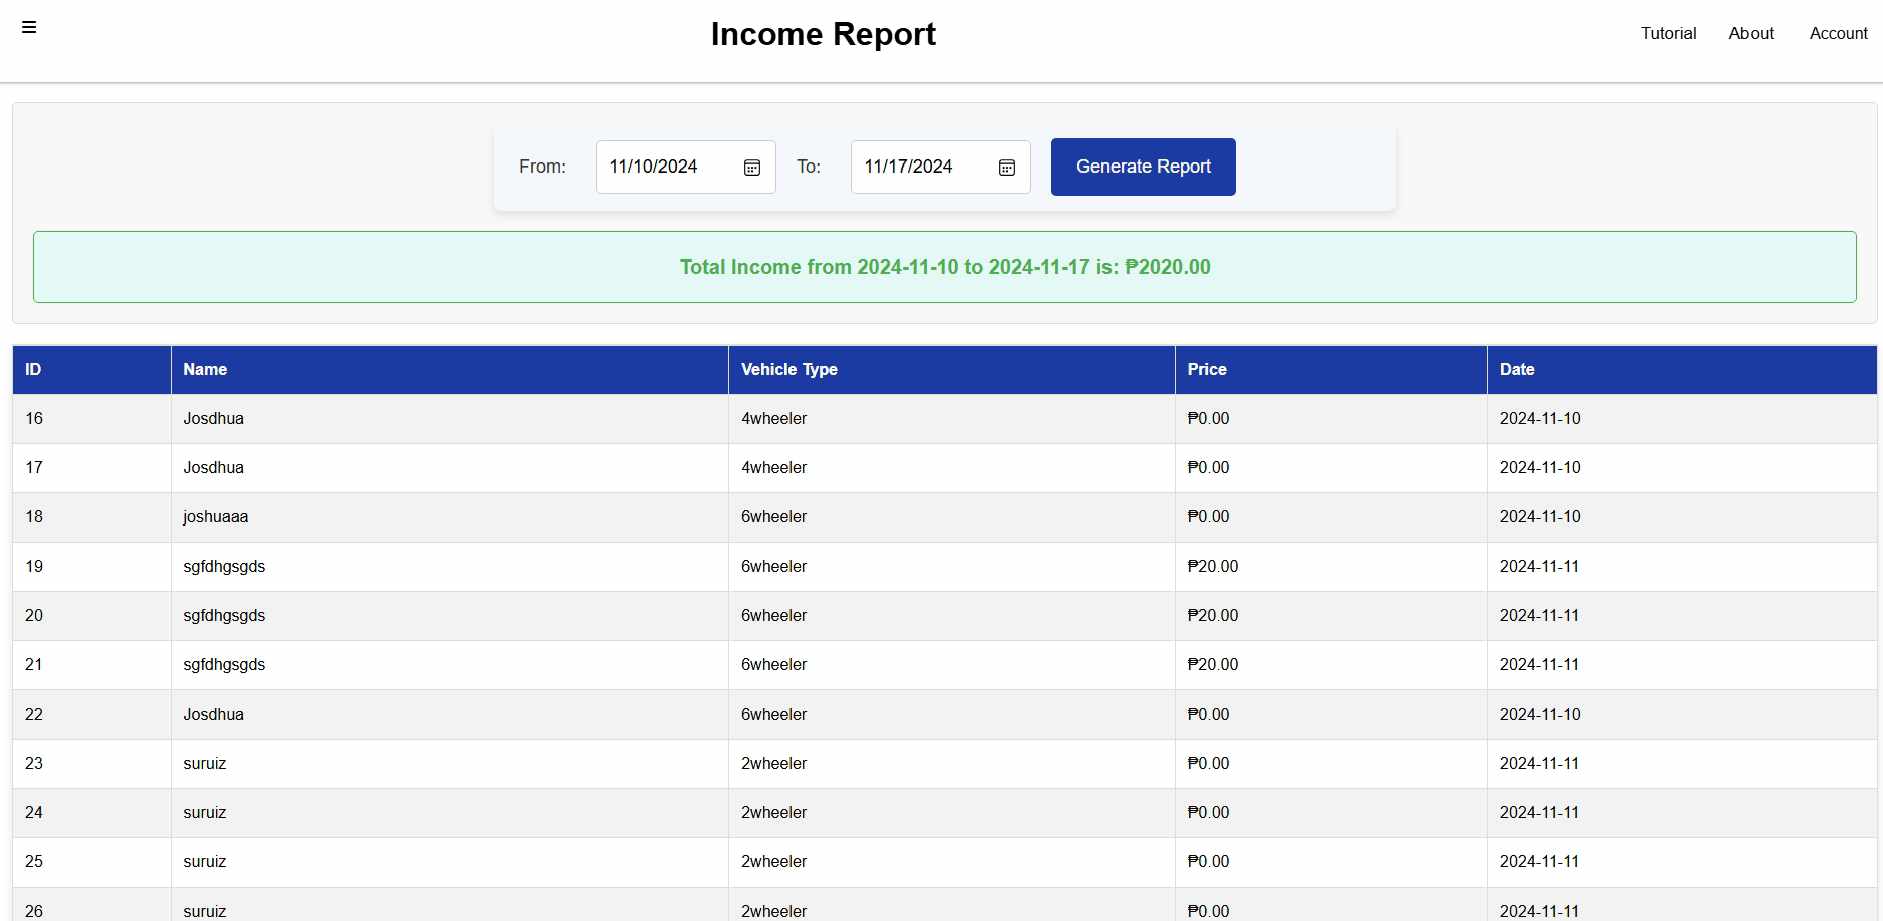 Income Report
Tutorial About Account
From: 11/10/2024 To: 11/17/2024 Generate Report
Total Income from 2024-11-10 to 2024-11-17 is: ₱2020.00
ID Name Vehicle Type Price Date
16 Josdhua 4wheeler ₱0.00 2024-11-10
17 Josdhua 4wheeler ₱0.00 2024-11-10
18 joshuaaa 6wheeler ₱0.00 2024-11-10
19 sgfdhgsgds 6wheeler ₱20.00 2024-11-11
20 sgfdhgsgds 6wheeler ₱20.00 2024-11-11
21 sgfdhgsgds 6wheeler ₱20.00 2024-11-11
22 Josdhua 6wheeler ₱0.00 2024-11-10
23 suruiz 2wheeler ₱0.00 2024-11-11
24 suruiz 2wheeler ₱0.00 2024-11-11
25 suruiz 2wheeler ₱0.00 2024-11-11
26 suruiz 2wheeler ₱0.00 2024-11-11